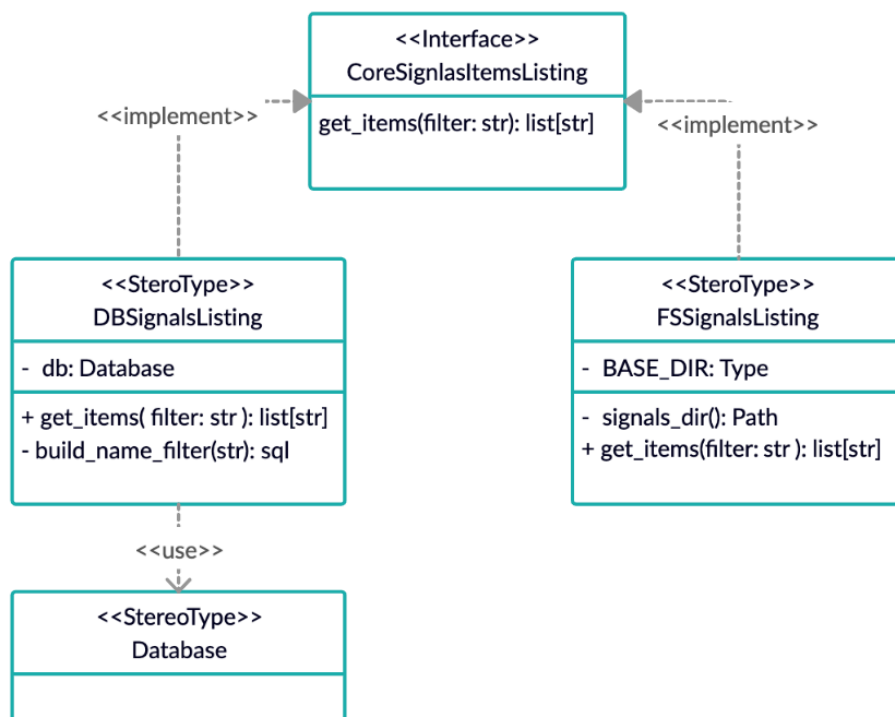 <<Interface>>
CoreSignlasItemsListing
get_items(filter: str): list[str]
<<implement>>
<<implement>>
<<SteroType>>
DBSignalsListing
- db: Database
+ get_items( filter: str ): list[str]
- build_name_filter(str): sql
<<SteroType>>
FSSignalsListing
- BASE_DIR: Type
- signals_dir(): Path
+ get_items(filter: str ): list[str]
<<use>>
<<StereoType>>
Database